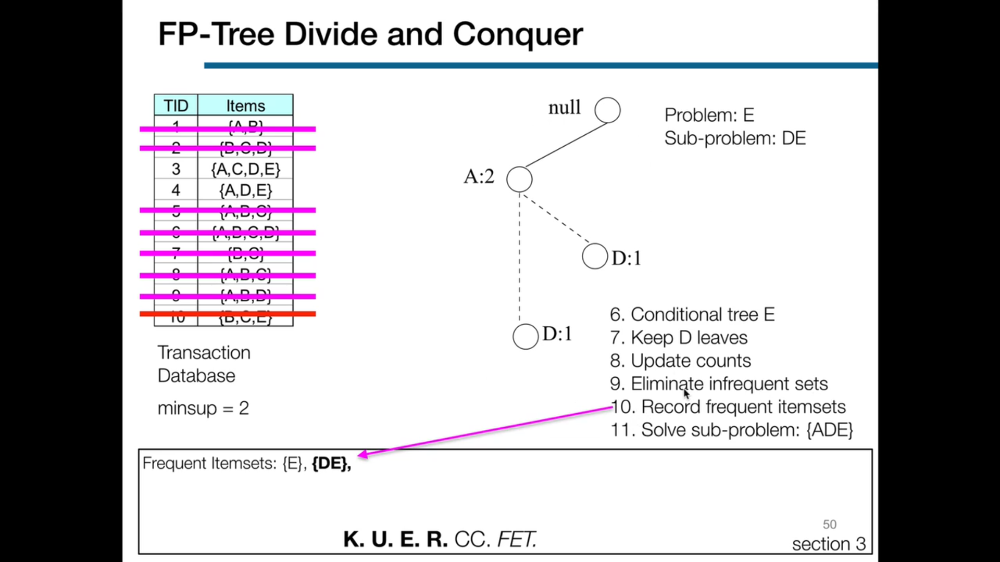 FP-Tree Divide and Conquer
TID Items
1 {A,B}
2 {B,C,D}
3 {A,C,D,E}
4 {A,D,E}
5 {A,B,C}
6 {A,B,C,D}
7 {B,C}
8 {A,B,C}
9 {A,B,D}
10 {B,C,E}
Transaction
Database
minsup = 2
null
A:2
D:1
D:1
Problem: E
Sub-problem: DE
6. Conditional tree E
7. Keep D leaves
8. Update counts
9. Eliminate infrequent sets
10. Record frequent itemsets
11. Solve sub-problem: {ADE}
Frequent Itemsets: {E}, {DE},
K. U. E. R. CC. FET.
50
section 3